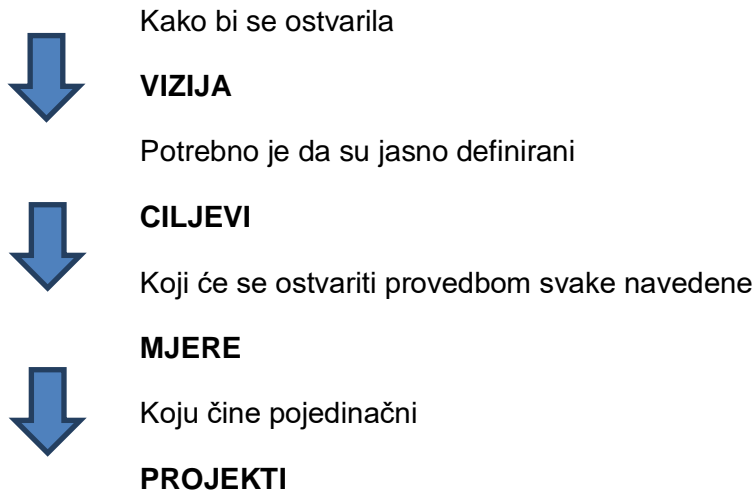 Kako bi se ostvarila
VIZIJA
Potrebno je da su jasno definirani
CILJEVI
Koji će se ostvariti provedbom svake navedene
MJERE
Koju čine pojedinačni
PROJEKTI